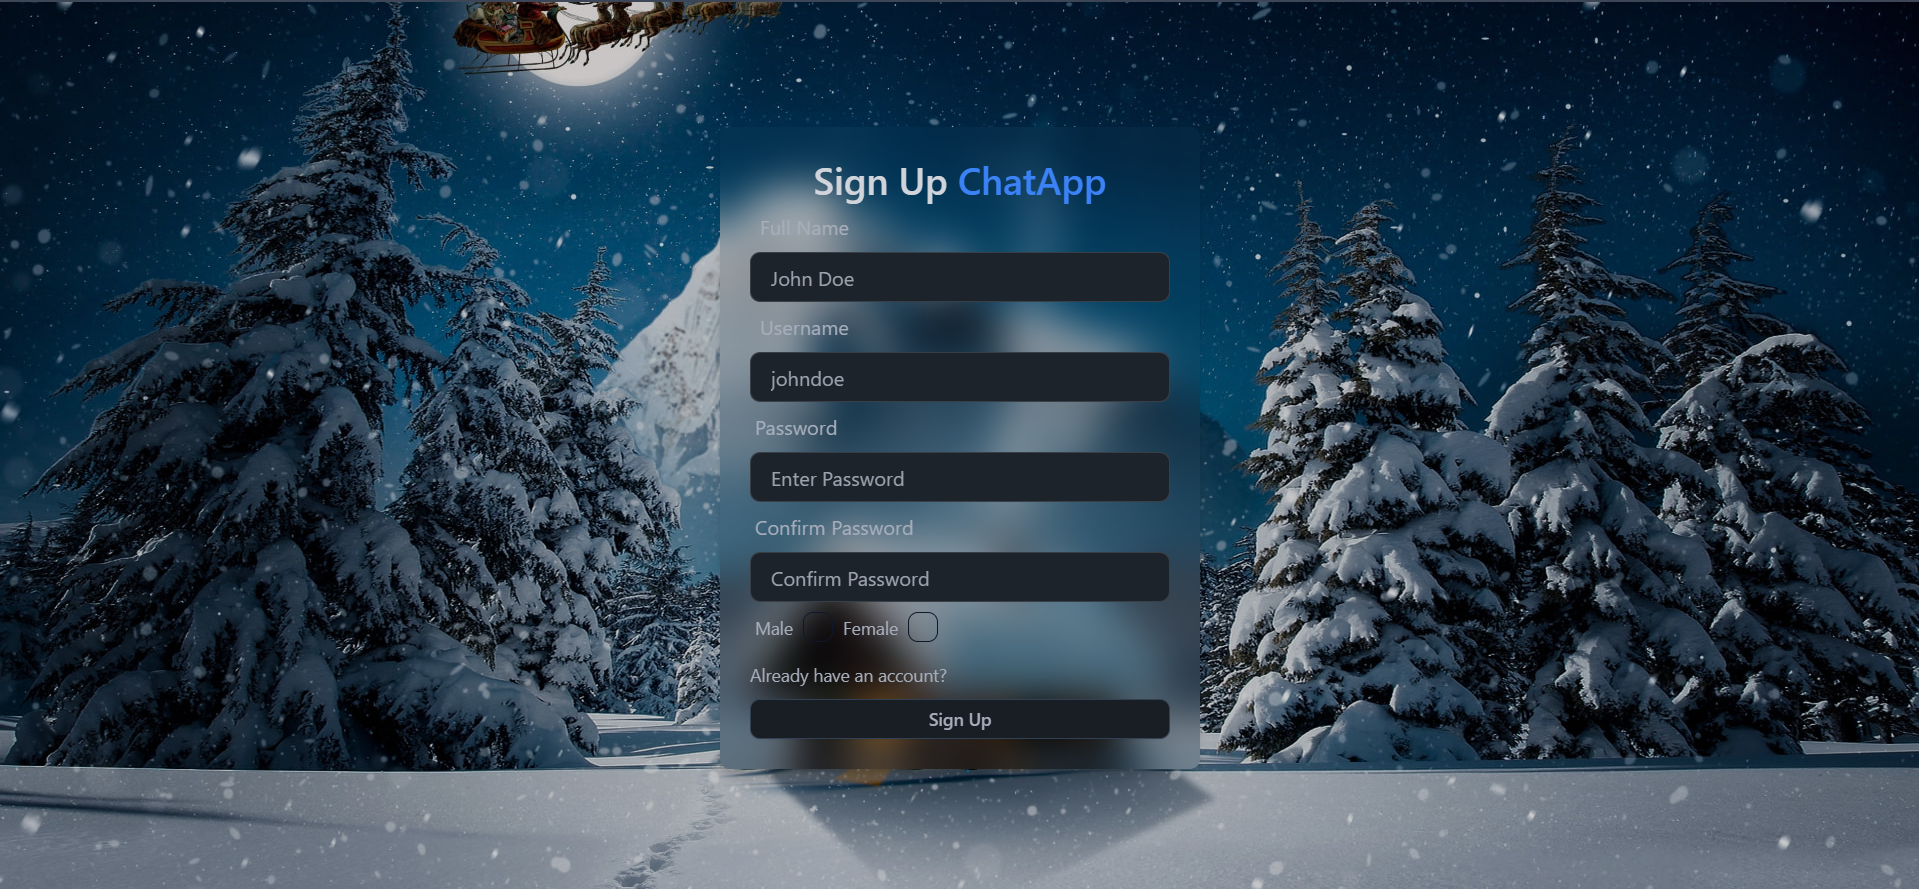 Sign Up ChatApp
Full Name
John Doe
Username
johndoe
Password
Enter Password
Confirm Password
Confirm Password
Male Female
Already have an account?
Sign Up